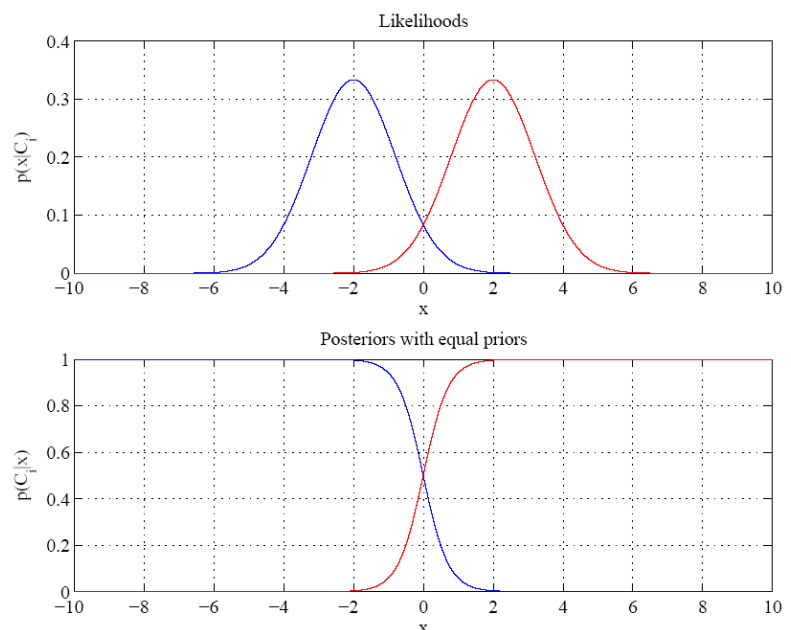 Likelihoods
0.4
0.3
0.2
0.1
0
p(x|C_i)
−10 −8 −6 −4 −2 0 2 4 6 8 10
x
Posteriors with equal priors
1
0.8
0.6
0.4
0.2
0
p(C_i|x)
−10 −8 −6 −4 −2 0 2 4 6 8 10
x